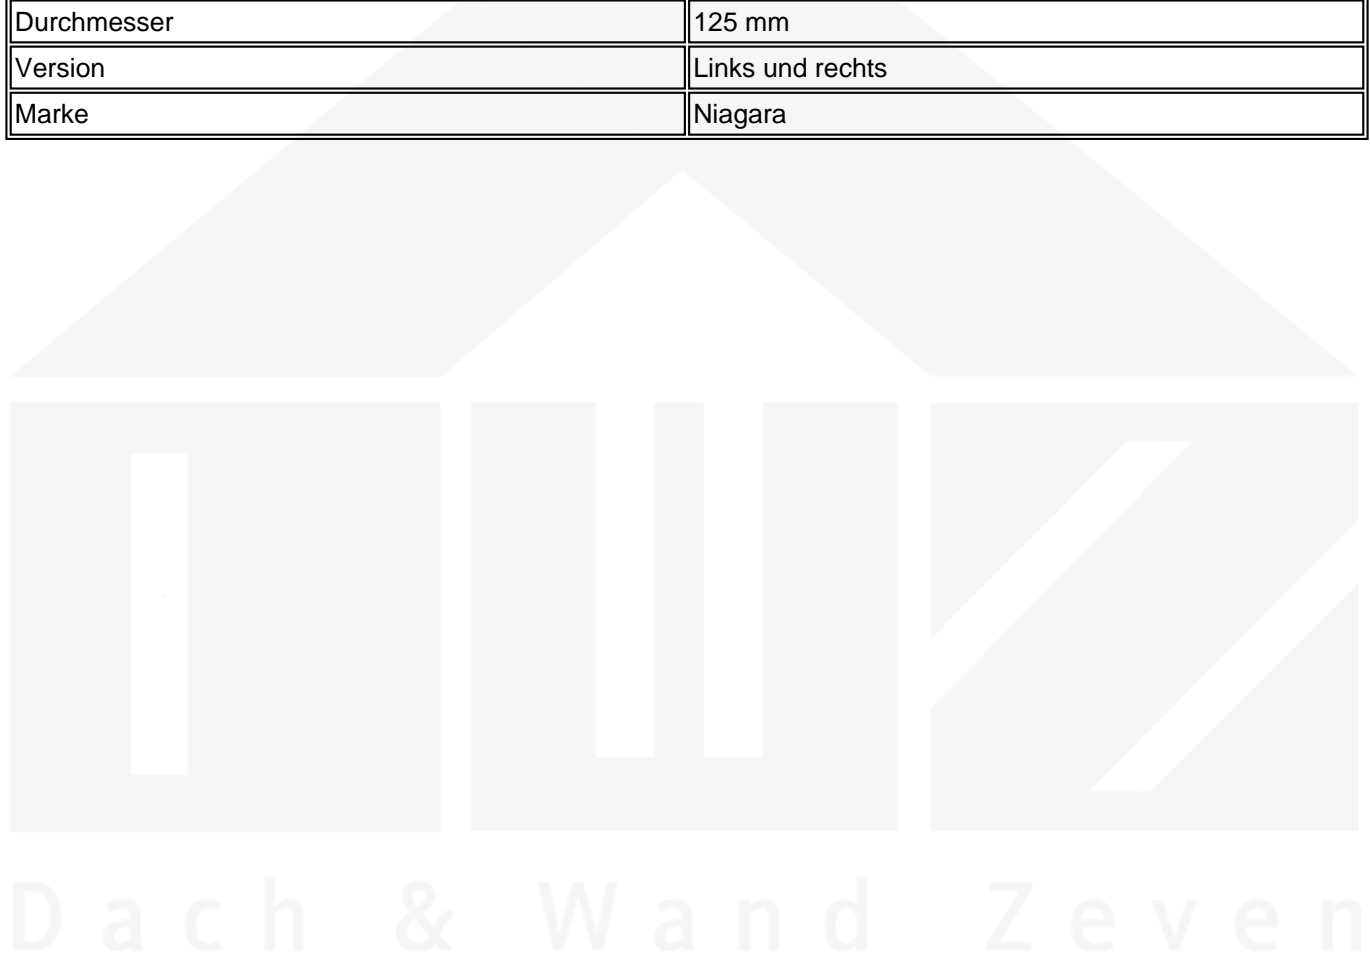 Durchmesser 125 mm
Version Links und rechts
Marke Niagara
Dach & Wand Zeven